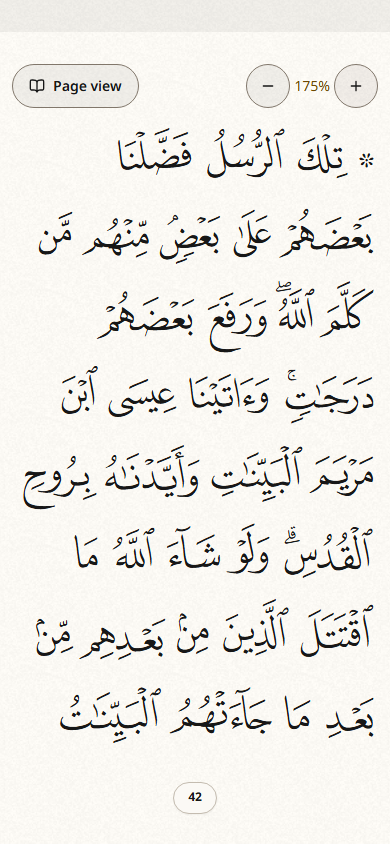 Page view
− 175% +
۞ تِلۡكَ ٱلرُّسُلُ فَضَّلۡنَا
بَعۡضَهُمۡ عَلَىٰ بَعۡضٖۘ مِّنۡهُم مَّن
كَلَّمَ ٱللَّهُۖ وَرَفَعَ بَعۡضَهُمۡ
دَرَجَٰتٖۚ وَءَاتَيۡنَا عِيسَى ٱبۡنَ
مَرۡيَمَ ٱلۡبَيِّنَٰتِ وَأَيَّدۡنَٰهُ بِرُوحِ
ٱلۡقُدُسِۗ وَلَوۡ شَآءَ ٱللَّهُ مَا
ٱقۡتَتَلَ ٱلَّذِينَ مِنۢ بَعۡدِهِم مِّنۢ
بَعۡدِ مَا جَآءَتۡهُمُ ٱلۡبَيِّنَٰتُ
42